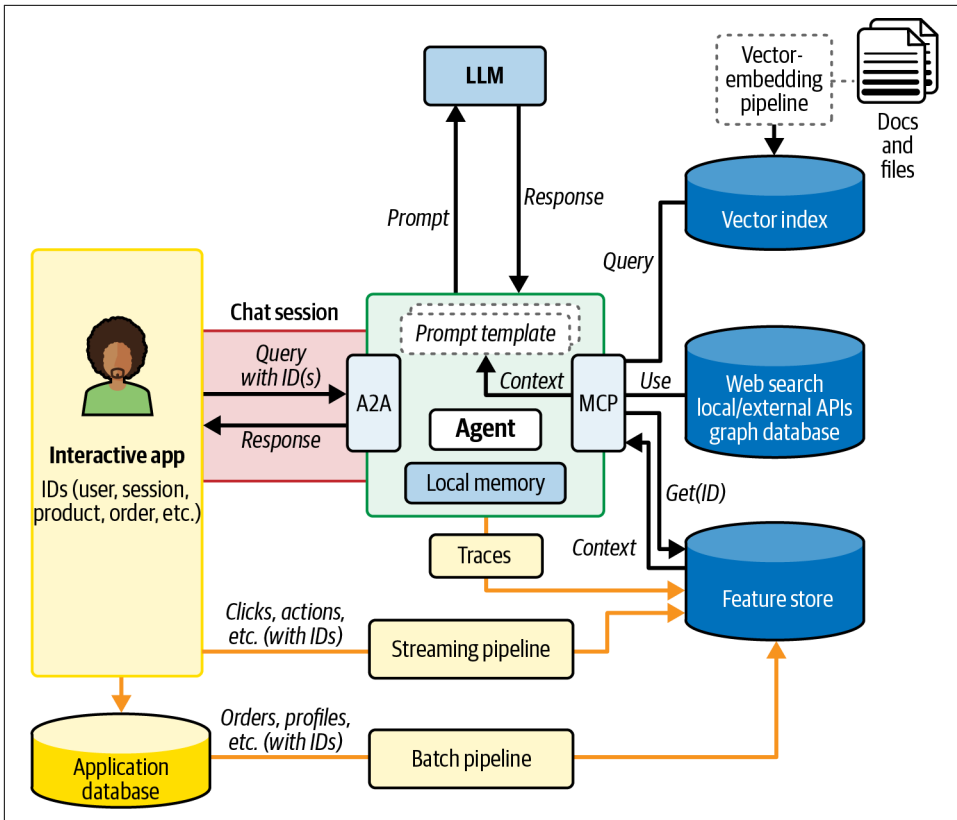 LLM
Vector-
embedding
pipeline
Docs
and
files
Prompt
Response
Vector index
Query
Chat session
Prompt template
Query
with ID(s)
A2A
Context
MCP
Use
Web search
local/external APIs
graph database
Response
Agent
Interactive app
IDs (user, session,
product, order, etc.)
Local memory
Get(ID)
Traces
Context
Feature store
Clicks, actions,
etc. (with IDs)
Streaming pipeline
Orders, profiles,
etc. (with IDs)
Batch pipeline
Application
database